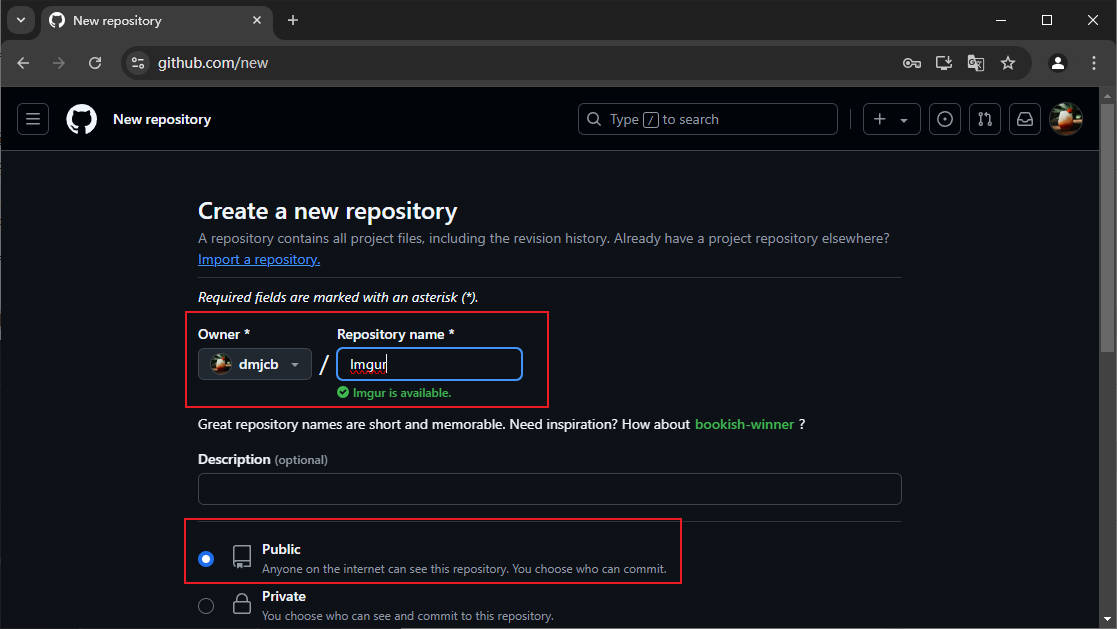 New repository
github.com/new
New repository
Type / to search
Create a new repository
A repository contains all project files, including the revision history. Already have a project repository elsewhere?
Import a repository.
Required fields are marked with an asterisk (*).
Owner * Repository name *
dmjcb / Imgur
Imgur is available.
Great repository names are short and memorable. Need inspiration? How about bookish-winner ?
Description (optional)
Public
Anyone on the internet can see this repository. You choose who can commit.
Private
You choose who can see and commit to this repository.